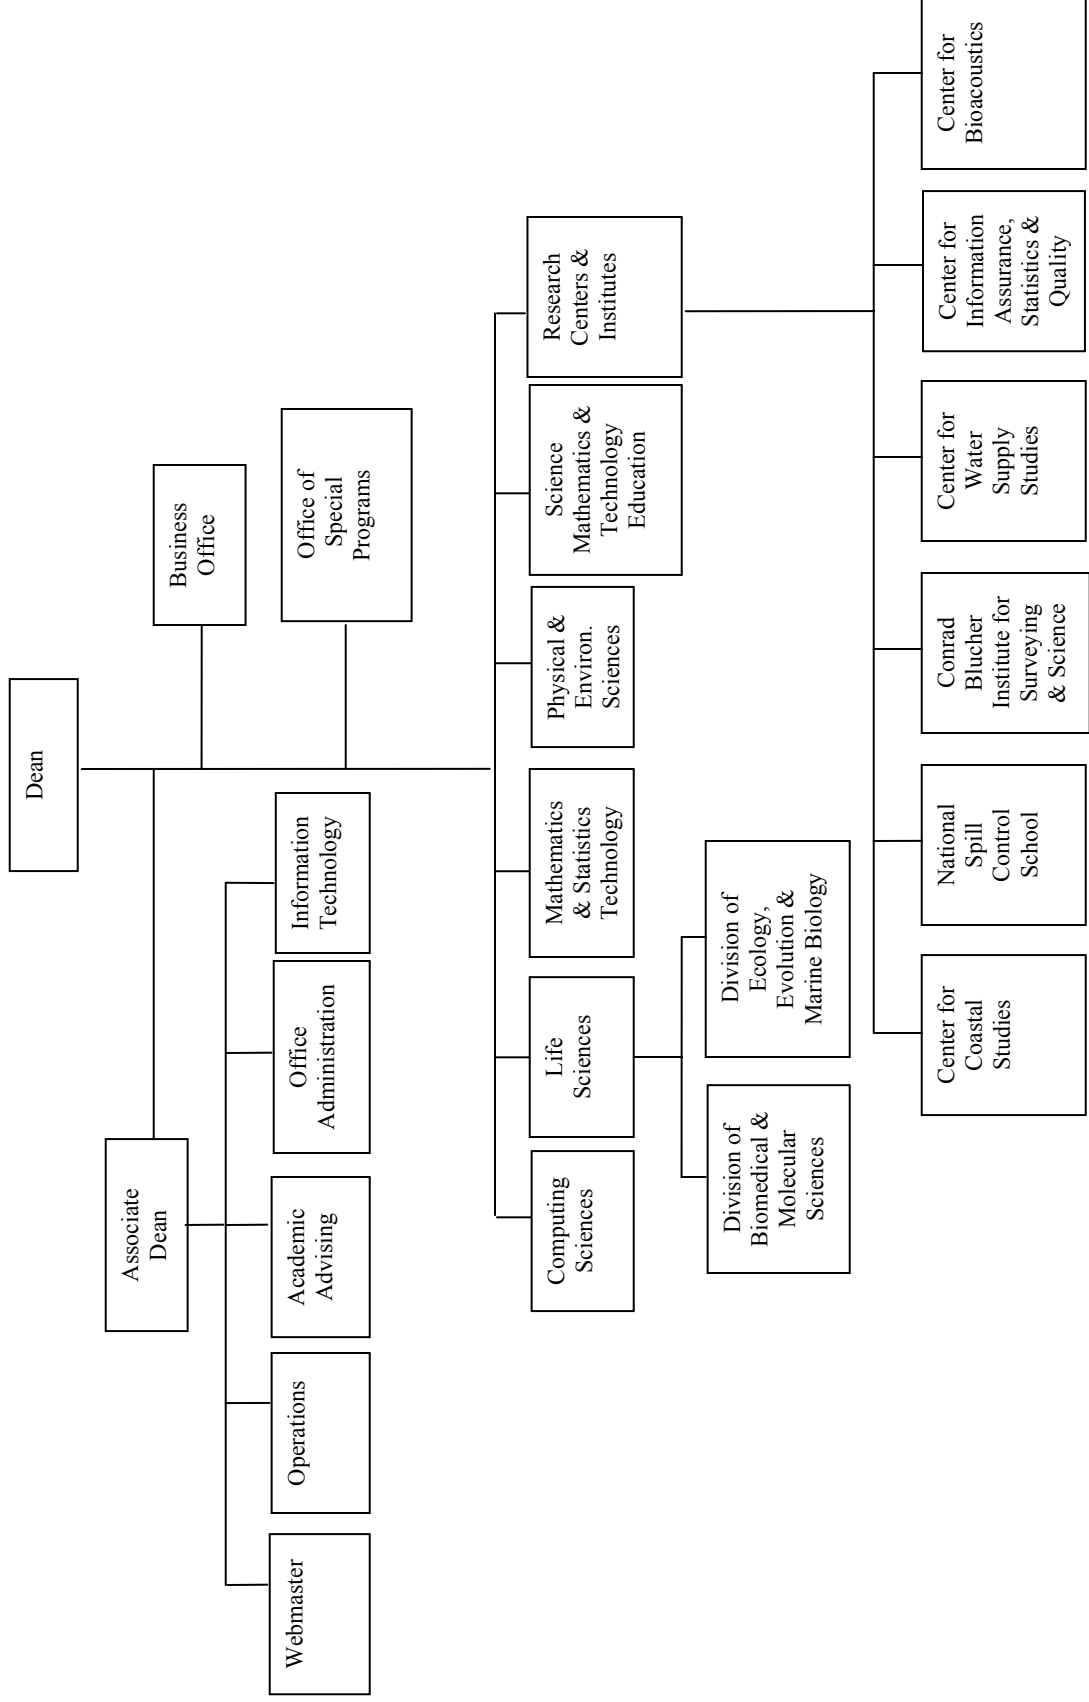 Dean
Associate
Dean
Business
Office
Office of
Special
Programs
Webmaster
Operations
Academic
Advising
Office
Administration
Information
Technology
Computing
Sciences
Life
Sciences
Mathematics
& Statistics
Technology
Physical &
Environ.
Sciences
Science
Mathematics &
Technology
Education
Research
Centers &
Institutes
Division of
Biomedical &
Molecular
Sciences
Division of
Ecology,
Evolution &
Marine Biology
Center for
Coastal
Studies
National
Spill
Control
School
Conrad
Blucher
Institute for
Surveying
& Science
Center for
Water
Supply
Studies
Center for
Information
Assurance,
Statistics &
Quality
Center for
Bioacoustics